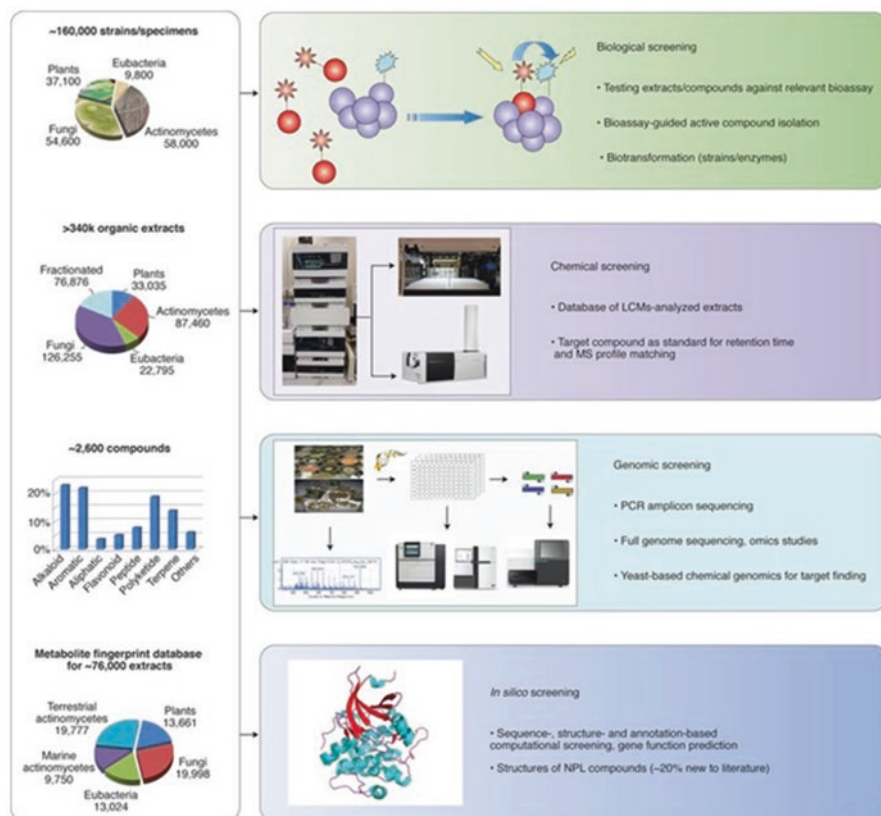 ~160,000 strains/specimens
Plants
37,100
Eubacteria
9,800
Fungi
54,600
Actinomycetes
58,000
Biological screening
• Testing extracts/compounds against relevant bioassay
• Bioassay-guided active compound isolation
• Biotransformation (strains/enzymes)
>340k organic extracts
Fractionated
76,876
Plants
33,035
Actinomycetes
87,460
Fungi
126,255
Eubacteria
22,795
Chemical screening
• Database of LCMs-analyzed extracts
• Target compound as standard for retention time
and MS profile matching
~2,600 compounds
20%
10%
0%
Alkaloid
Aromatic
Aliphatic
Flavonoid
Peptide
Polyketide
Terpene
Others
Genomic screening
• PCR amplicon sequencing
• Full genome sequencing, omics studies
• Yeast-based chemical genomics for target finding
Metabolite fingerprint database
for ~76,000 extracts
Terrestrial
actinomycetes
19,777
Plants
13,661
Marine
actinomycetes
9,750
Fungi
19,998
Eubacteria
13,024
In silico screening
• Sequence-, structure- and annotation-based
computational screening, gene function prediction
• Structures of NPL compounds (~20% new to literature)